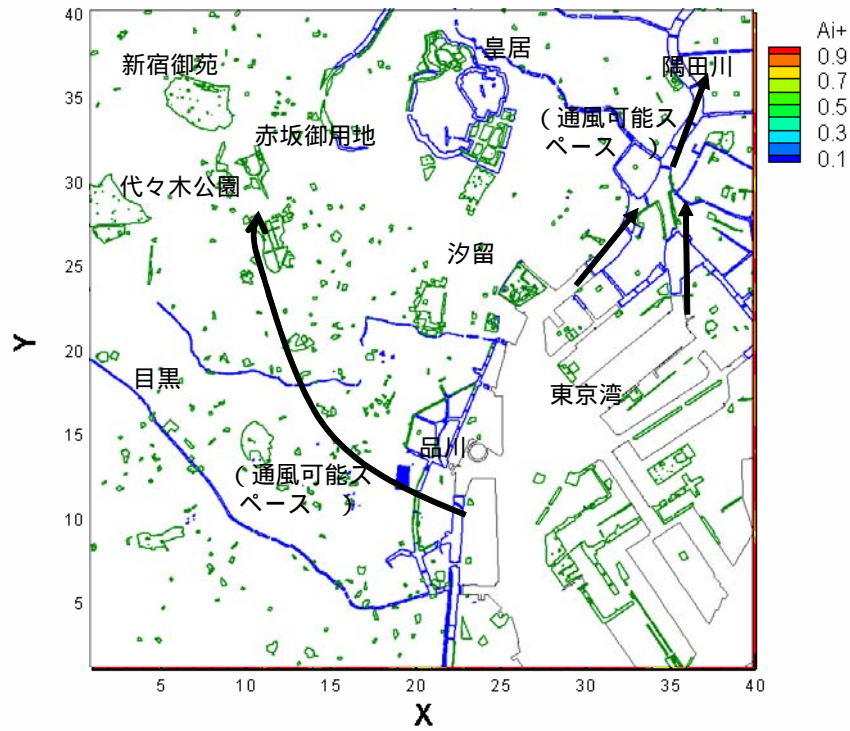 40
35
30
25
20
15
10
5
Y
5
10
15
20
25
30
35
40
X
新宿御苑
皇居
隅田川
赤坂御用地
（通風可能ス
ペース　）
代々木公園
汐留
目黒
東京湾
品川
（通風可能ス
ペース　）
Ai+
0.9
0.7
0.5
0.3
0.1